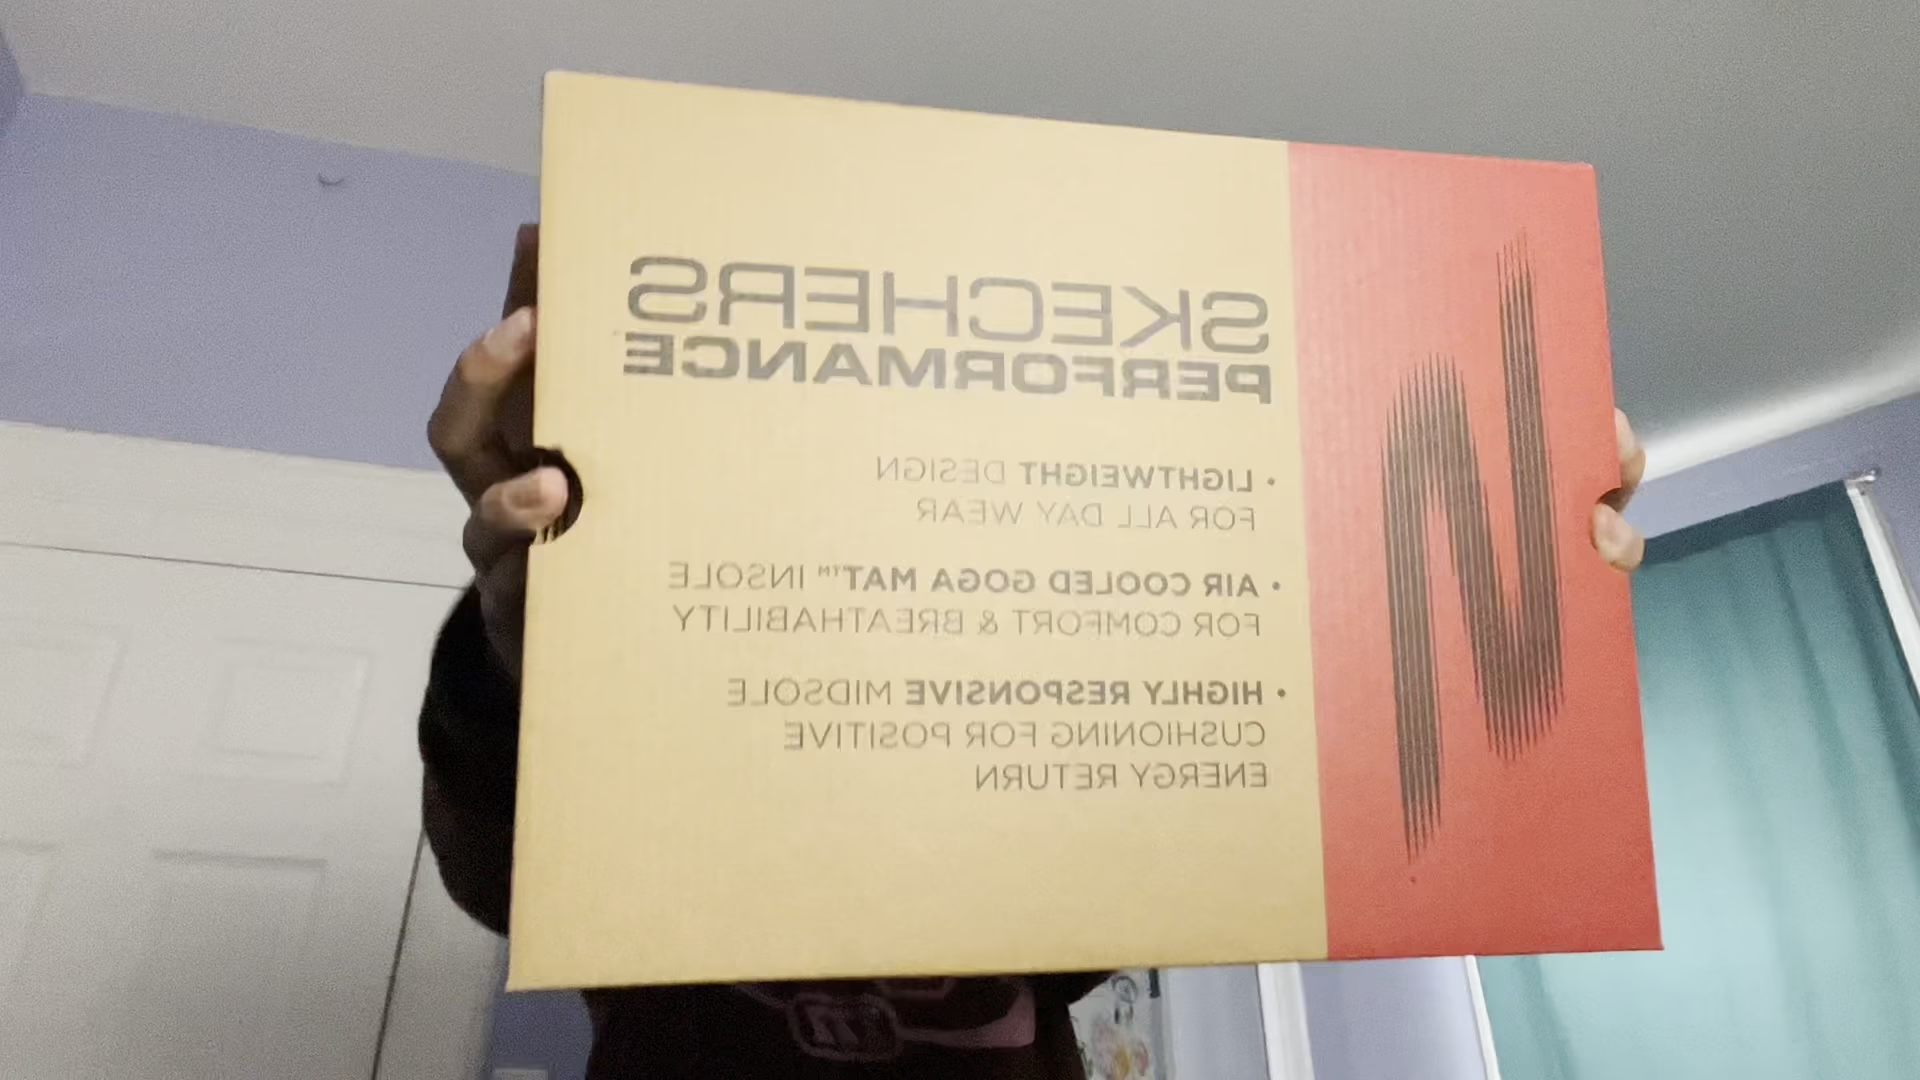 SKECHERS
PERFORMANCE
• LIGHTWEIGHT DESIGN
FOR ALL DAY WEAR
• AIR COOLED GOGA MAT™ INSOLE
FOR COMFORT & BREATHABILITY
• HIGHLY RESPONSIVE MIDSOLE
CUSHIONING FOR POSITIVE
ENERGY RETURN